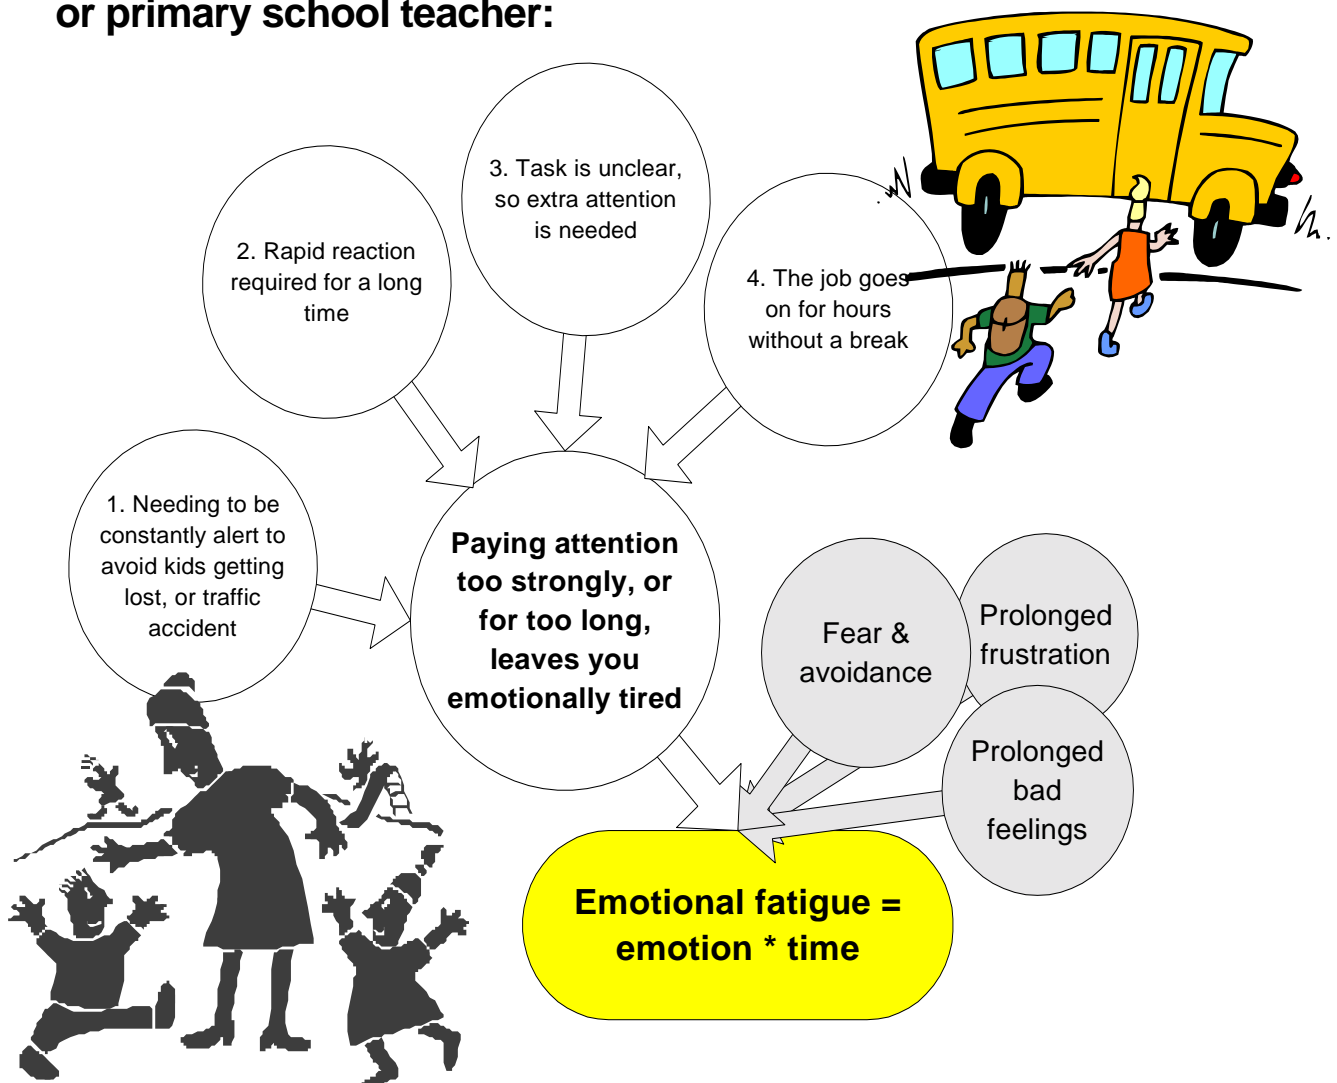 or primary school teacher:
3. Task is unclear,
so extra attention
is needed
2. Rapid reaction
required for a long
time
4. The job goes
on for hours
without a break
1. Needing to be
constantly alert to
avoid kids getting
lost, or traffic
accident
Paying attention
too strongly, or
for too long,
leaves you
emotionally tired
Fear &
avoidance
Prolonged
frustration
Prolonged
bad
feelings
Emotional fatigue =
emotion * time